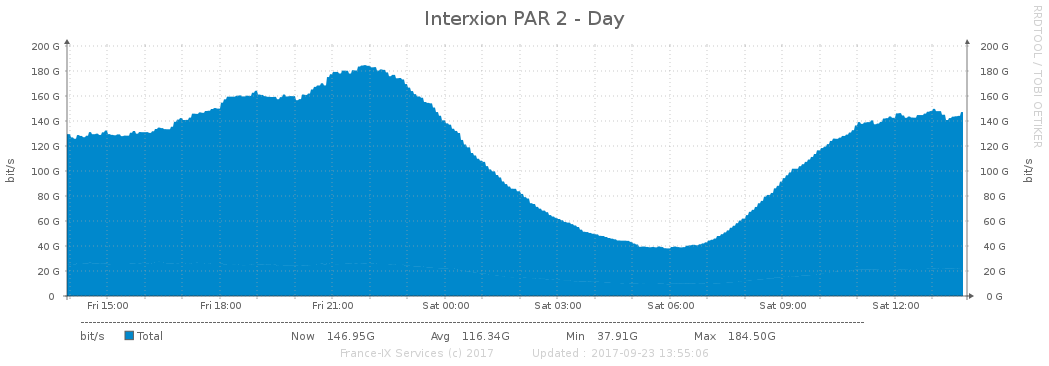 Interxion PAR 2 - Day
RRDTOOL / TOBI OETIKER
200 G 200 G
180 G 180 G
160 G 160 G
140 G 140 G
120 G 120 G
100 G 100 G
80 G 80 G
60 G 60 G
40 G 40 G
20 G 20 G
0 0 G
bit/s bit/s
Fri 15:00 Fri 18:00 Fri 21:00 Sat 00:00 Sat 03:00 Sat 06:00 Sat 09:00 Sat 12:00
bit/s Total Now 146.95G Avg 116.34G Min 37.91G Max 184.50G
France-IX Services (c) 2017 Updated : 2017-09-23 13:55:06